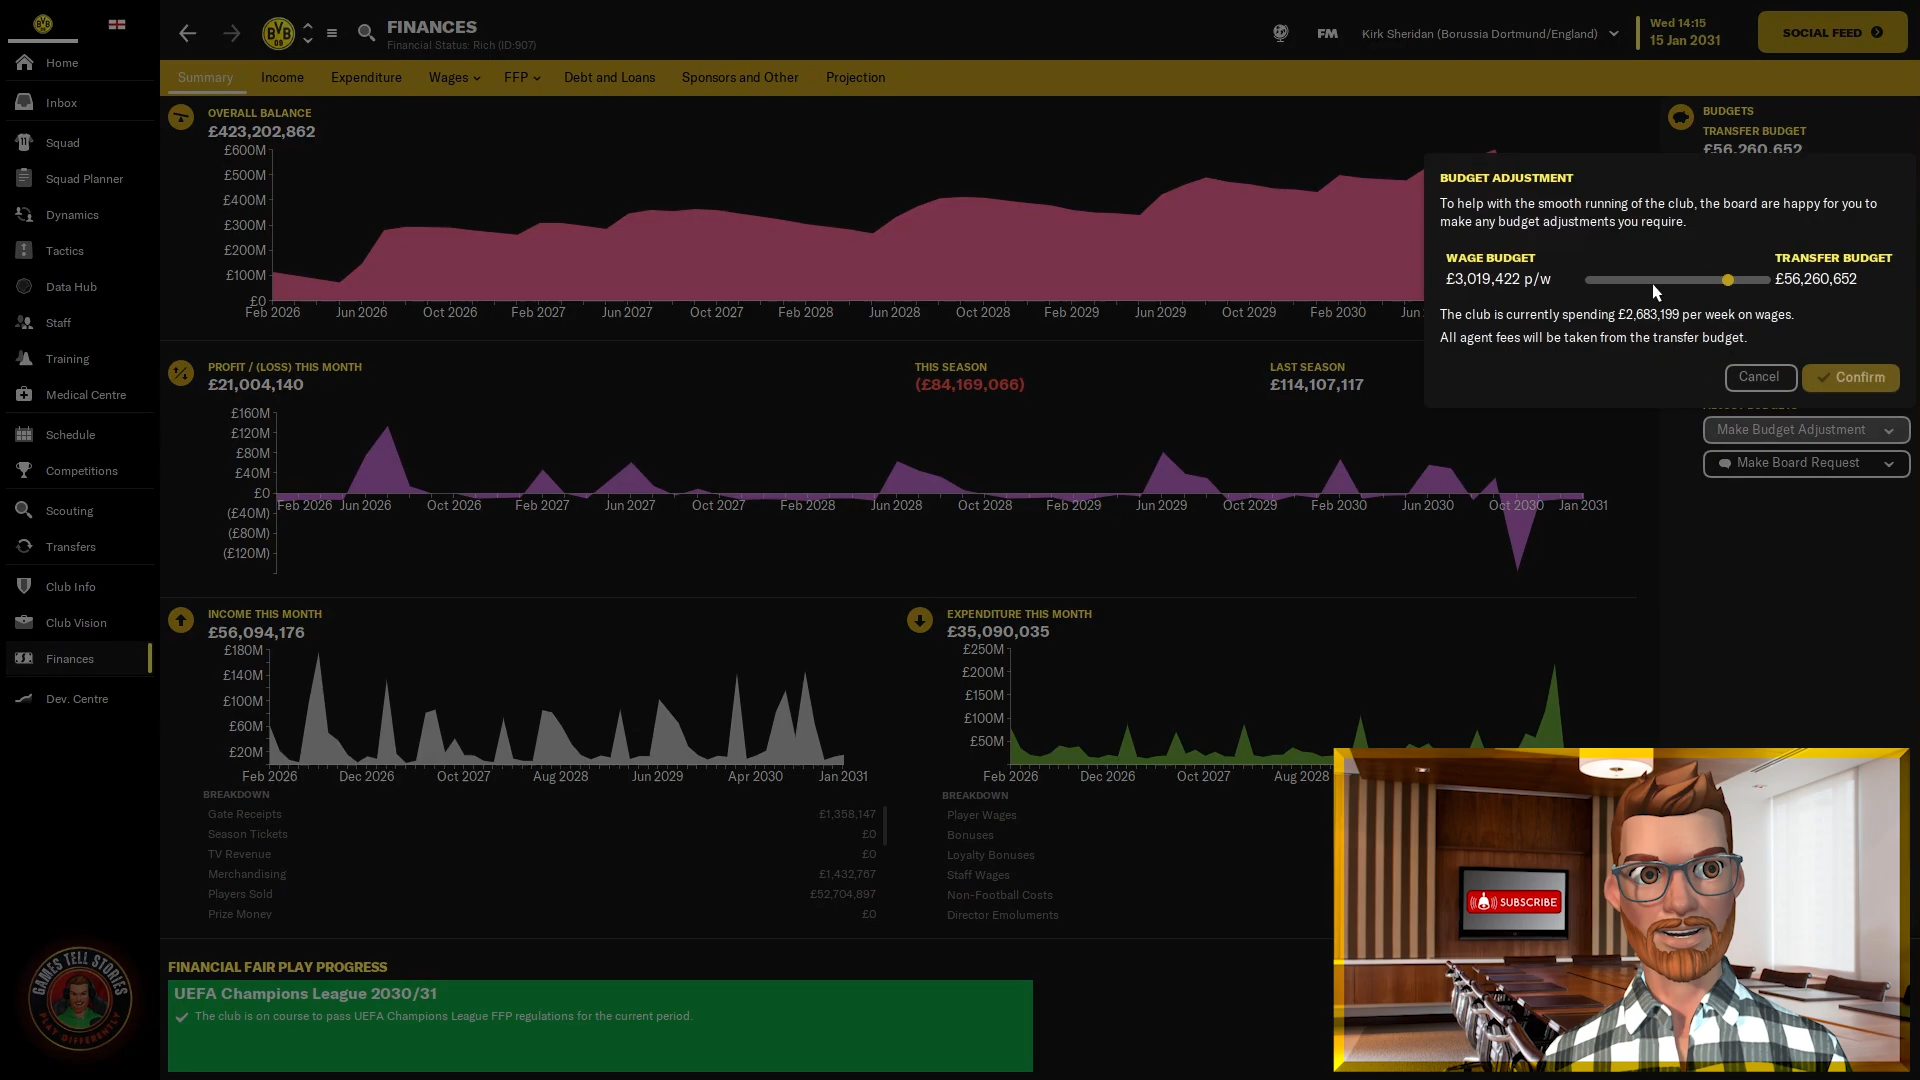 FINANCES
Financial Status: Rich (ID:907)
FM
Kirk Sheridan (Borussia Dortmund/England)
Wed 14:15
15 Jan 2031
SOCIAL FEED
Home
Inbox
Squad
Squad Planner
Dynamics
Tactics
Data Hub
Staff
Training
Medical Centre
Schedule
Competitions
Scouting
Transfers
Club Info
Club Vision
Finances
Dev. Centre
GAMES TELL STORIES
PLAY DIFFERENTLY
Summary
Income
Expenditure
Wages
FFP
Debt and Loans
Sponsors and Other
Projection
OVERALL BALANCE
£423,202,862
£600M
£500M
£400M
£300M
£200M
£100M
£0
Feb 2026 Jun 2026 Oct 2026 Feb 2027 Jun 2027 Oct 2027 Feb 2028 Jun 2028 Oct 2028 Feb 2029 Jun 2029 Oct 2029 Feb 2030 Jun
BUDGETS
TRANSFER BUDGET
£56,260,652
BUDGET ADJUSTMENT
To help with the smooth running of the club, the board are happy for you to
make any budget adjustments you require.
WAGE BUDGET
£3,019,422 p/w
TRANSFER BUDGET
£56,260,652
The club is currently spending £2,683,199 per week on wages.
All agent fees will be taken from the transfer budget.
Cancel
Confirm
Make Budget Adjustment
Make Board Request
PROFIT / (LOSS) THIS MONTH
£21,004,140
THIS SEASON
(£84,169,066)
LAST SEASON
£114,107,117
£160M
£120M
£80M
£40M
£0
(£40M)
(£80M)
(£120M)
Feb 2026 Jun 2026 Oct 2026 Feb 2027 Jun 2027 Oct 2027 Feb 2028 Jun 2028 Oct 2028 Feb 2029 Jun 2029 Oct 2029 Feb 2030 Jun 2030 Oct 2030 Jan 2031
INCOME THIS MONTH
£56,094,176
£180M
£140M
£100M
£60M
£20M
Feb 2026 Dec 2026 Oct 2027 Aug 2028 Jun 2029 Apr 2030 Jan 2031
BREAKDOWN
Gate Receipts £1,358,147
Season Tickets £0
TV Revenue £0
Merchandising £1,432,767
Players Sold £52,704,897
Prize Money £0
EXPENDITURE THIS MONTH
£35,090,035
£250M
£200M
£150M
£100M
£50M
Feb 2026 Dec 2026 Oct 2027 Aug 2028
BREAKDOWN
Player Wages
Bonuses
Loyalty Bonuses
Staff Wages
Non-Football Costs
Director Emoluments
SUBSCRIBE
FINANCIAL FAIR PLAY PROGRESS
UEFA Champions League 2030/31
The club is on course to pass UEFA Champions League FFP regulations for the current period.